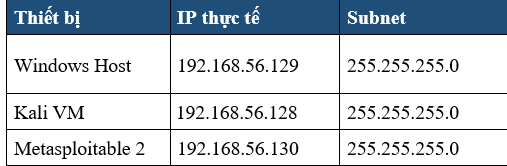 Thiết bị IP thực tế Subnet
Windows Host 192.168.56.129 255.255.255.0
Kali VM 192.168.56.128 255.255.255.0
Metasploitable 2 192.168.56.130 255.255.255.0